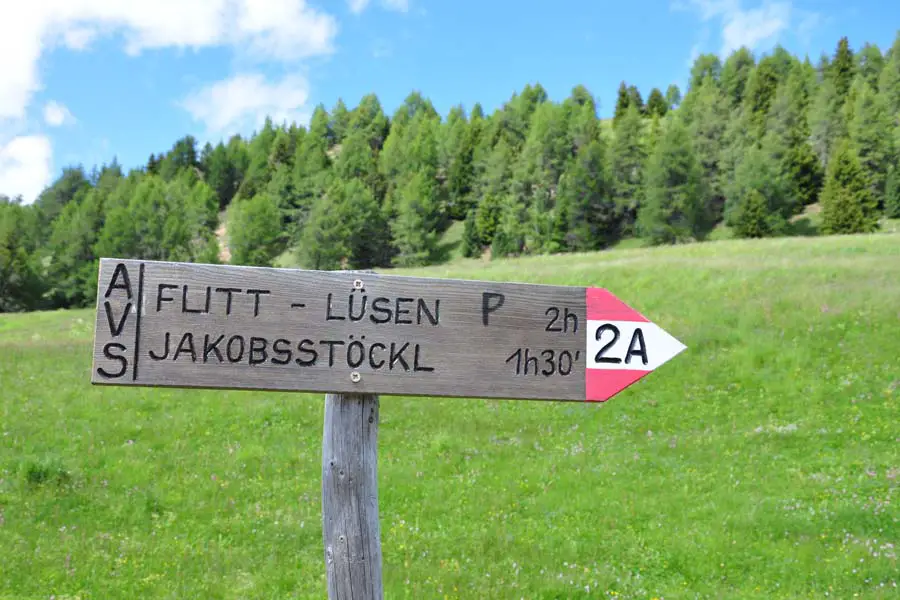 AVS
FLITT - LÜSEN P 2h
JAKOBSSTÖCKL 1h30'
2A